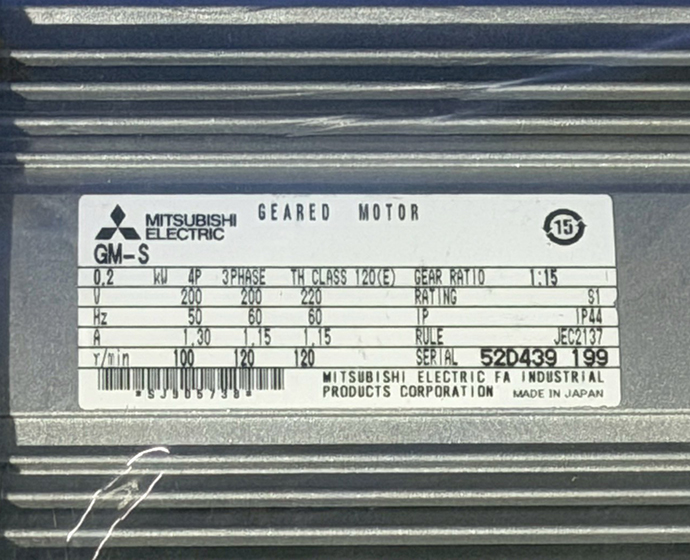 MITSUBISHI ELECTRIC GEARED MOTOR 15
GM-S
0.2 kW 4P 3PHASE TH CLASS 120(E) GEAR RATIO 1:15
V 200 200 220 RATING S1
Hz 50 60 60 IP IP44
A 1.30 1.15 1.15 RULE JEC2137
r/min 100 120 120 SERIAL 52D439 199
MITSUBISHI ELECTRIC FA INDUSTRIAL
PRODUCTS CORPORATION MADE IN JAPAN